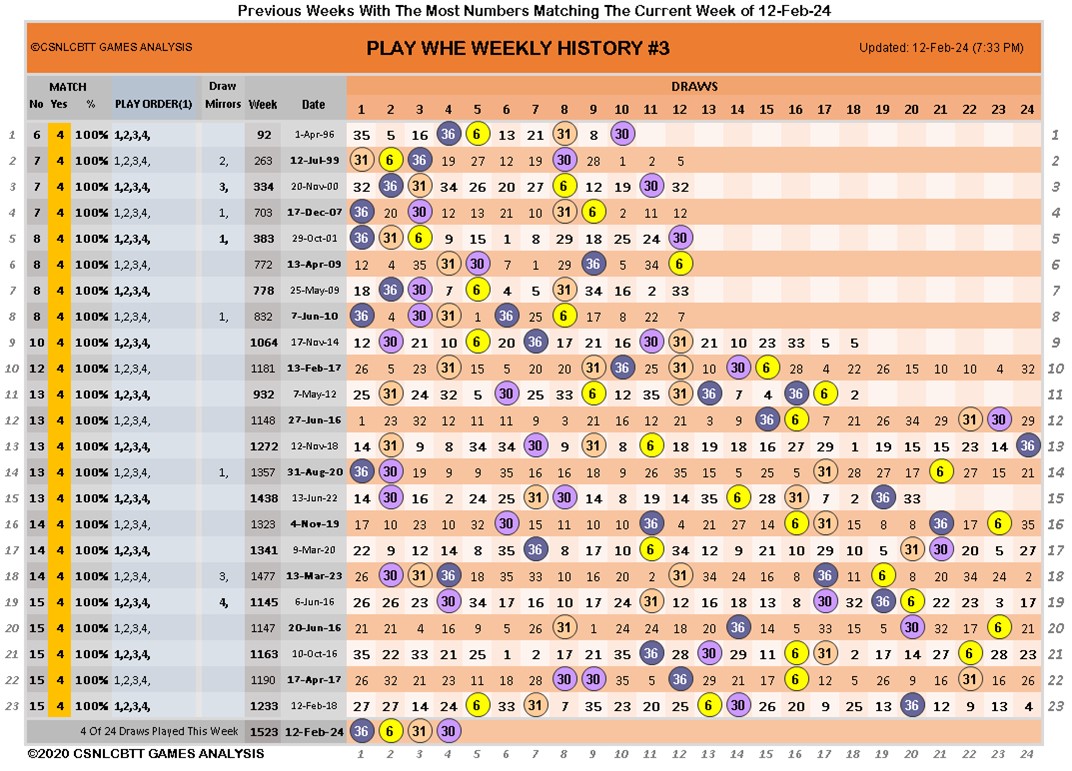 Previous Weeks With The Most Numbers Matching The Current Week of 12-Feb-24
©CSNLCBTT GAMES ANALYSIS PLAY WHE WEEKLY HISTORY #3 Updated: 12-Feb-24 (7:33 PM)
MATCH Draw DRAWS
No Yes % PLAY ORDER(1) Mirrors Week Date 1 2 3 4 5 6 7 8 9 10 11 12 13 14 15 16 17 18 19 20 21 22 23 24
1 6 4 100% 1,2,3,4, 92 1-Apr-96 35 5 16 36 6 13 21 31 8 30 1
2 7 4 100% 1,2,3,4, 2, 263 12-Jul-99 31 6 36 19 27 12 19 30 28 1 2 5 2
3 7 4 100% 1,2,3,4, 3, 334 20-Nov-00 32 36 31 34 26 20 27 6 12 19 30 32 3
4 7 4 100% 1,2,3,4, 1, 703 17-Dec-07 36 20 30 12 13 21 10 31 6 2 11 12 4
5 8 4 100% 1,2,3,4, 1, 383 29-Oct-01 36 31 6 9 15 1 8 29 18 25 24 30 5
6 8 4 100% 1,2,3,4, 772 13-Apr-09 12 4 35 31 30 7 1 29 36 5 34 6 6
7 8 4 100% 1,2,3,4, 778 25-May-09 18 36 30 7 6 4 5 31 34 16 2 33 7
8 8 4 100% 1,2,3,4, 1, 832 7-Jun-10 36 4 30 31 1 36 25 6 17 8 22 7 8
9 10 4 100% 1,2,3,4, 1064 17-Nov-14 12 30 21 10 6 20 36 17 21 16 30 31 21 10 23 33 5 5 9
10 12 4 100% 1,2,3,4, 1181 13-Feb-17 26 5 23 31 15 5 20 20 31 36 25 31 10 30 6 28 4 22 26 15 10 10 4 32 10
11 13 4 100% 1,2,3,4, 932 7-May-12 25 31 24 32 5 30 25 33 6 12 35 31 36 7 4 36 6 2 11
12 13 4 100% 1,2,3,4, 1148 27-Jun-16 1 23 32 12 11 11 9 3 21 16 12 21 3 9 36 6 7 21 26 34 29 31 30 29 12
13 13 4 100% 1,2,3,4, 1272 12-Nov-18 14 31 9 8 34 34 30 9 31 8 6 13 18 19 18 16 27 29 1 19 15 15 23 14 36 13
14 13 4 100% 1,2,3,4, 1, 1357 31-Aug-20 36 30 19 9 9 35 16 16 18 9 26 35 15 5 25 5 31 28 27 17 6 27 15 21 14
15 13 4 100% 1,2,3,4, 1438 13-Jun-22 14 30 16 2 24 25 31 30 14 8 19 14 35 6 28 31 7 2 36 33 15
16 14 4 100% 1,2,3,4, 1323 4-Nov-19 17 10 23 10 32 30 15 11 10 10 36 4 21 27 14 6 31 15 8 8 36 17 6 35 16
17 14 4 100% 1,2,3,4, 1341 9-Mar-20 22 9 12 14 8 35 36 8 17 10 6 34 12 9 21 10 29 10 5 31 30 20 5 27 17
18 14 4 100% 1,2,3,4, 3, 1477 13-Mar-23 26 30 31 36 18 35 33 10 16 20 2 31 34 24 16 8 36 11 6 8 20 34 24 2 18
19 15 4 100% 1,2,3,4, 4, 1145 6-Jun-16 26 26 23 30 34 17 16 10 17 24 31 12 16 18 13 8 30 32 36 6 22 23 3 17 19
20 15 4 100% 1,2,3,4, 1147 20-Jun-16 21 21 4 16 9 5 26 31 1 24 24 18 20 36 14 5 33 15 5 30 32 17 6 21 20
21 15 4 100% 1,2,3,4, 1163 10-Oct-16 35 22 33 21 25 1 2 17 21 35 36 28 30 29 21 6 31 2 17 14 27 6 28 23 21
22 15 4 100% 1,2,3,4, 1190 17-Apr-17 26 32 21 23 11 18 28 30 30 35 5 36 29 21 16 6 12 5 20 26 9 16 31 16 26 22
23 15 4 100% 1,2,3,4, 1233 12-Feb-18 27 27 14 24 6 33 31 7 35 23 20 25 6 30 26 18 9 25 13 36 12 9 13 4 23
4 Of 24 Draws Played This Week 1523 12-Feb-24 36 6 31 30
©2020 CSNLCBTT GAMES ANALYSIS 1 2 3 4 5 6 7 8 9 10 11 12 13 14 15 16 17 18 19 20 21 22 23 24